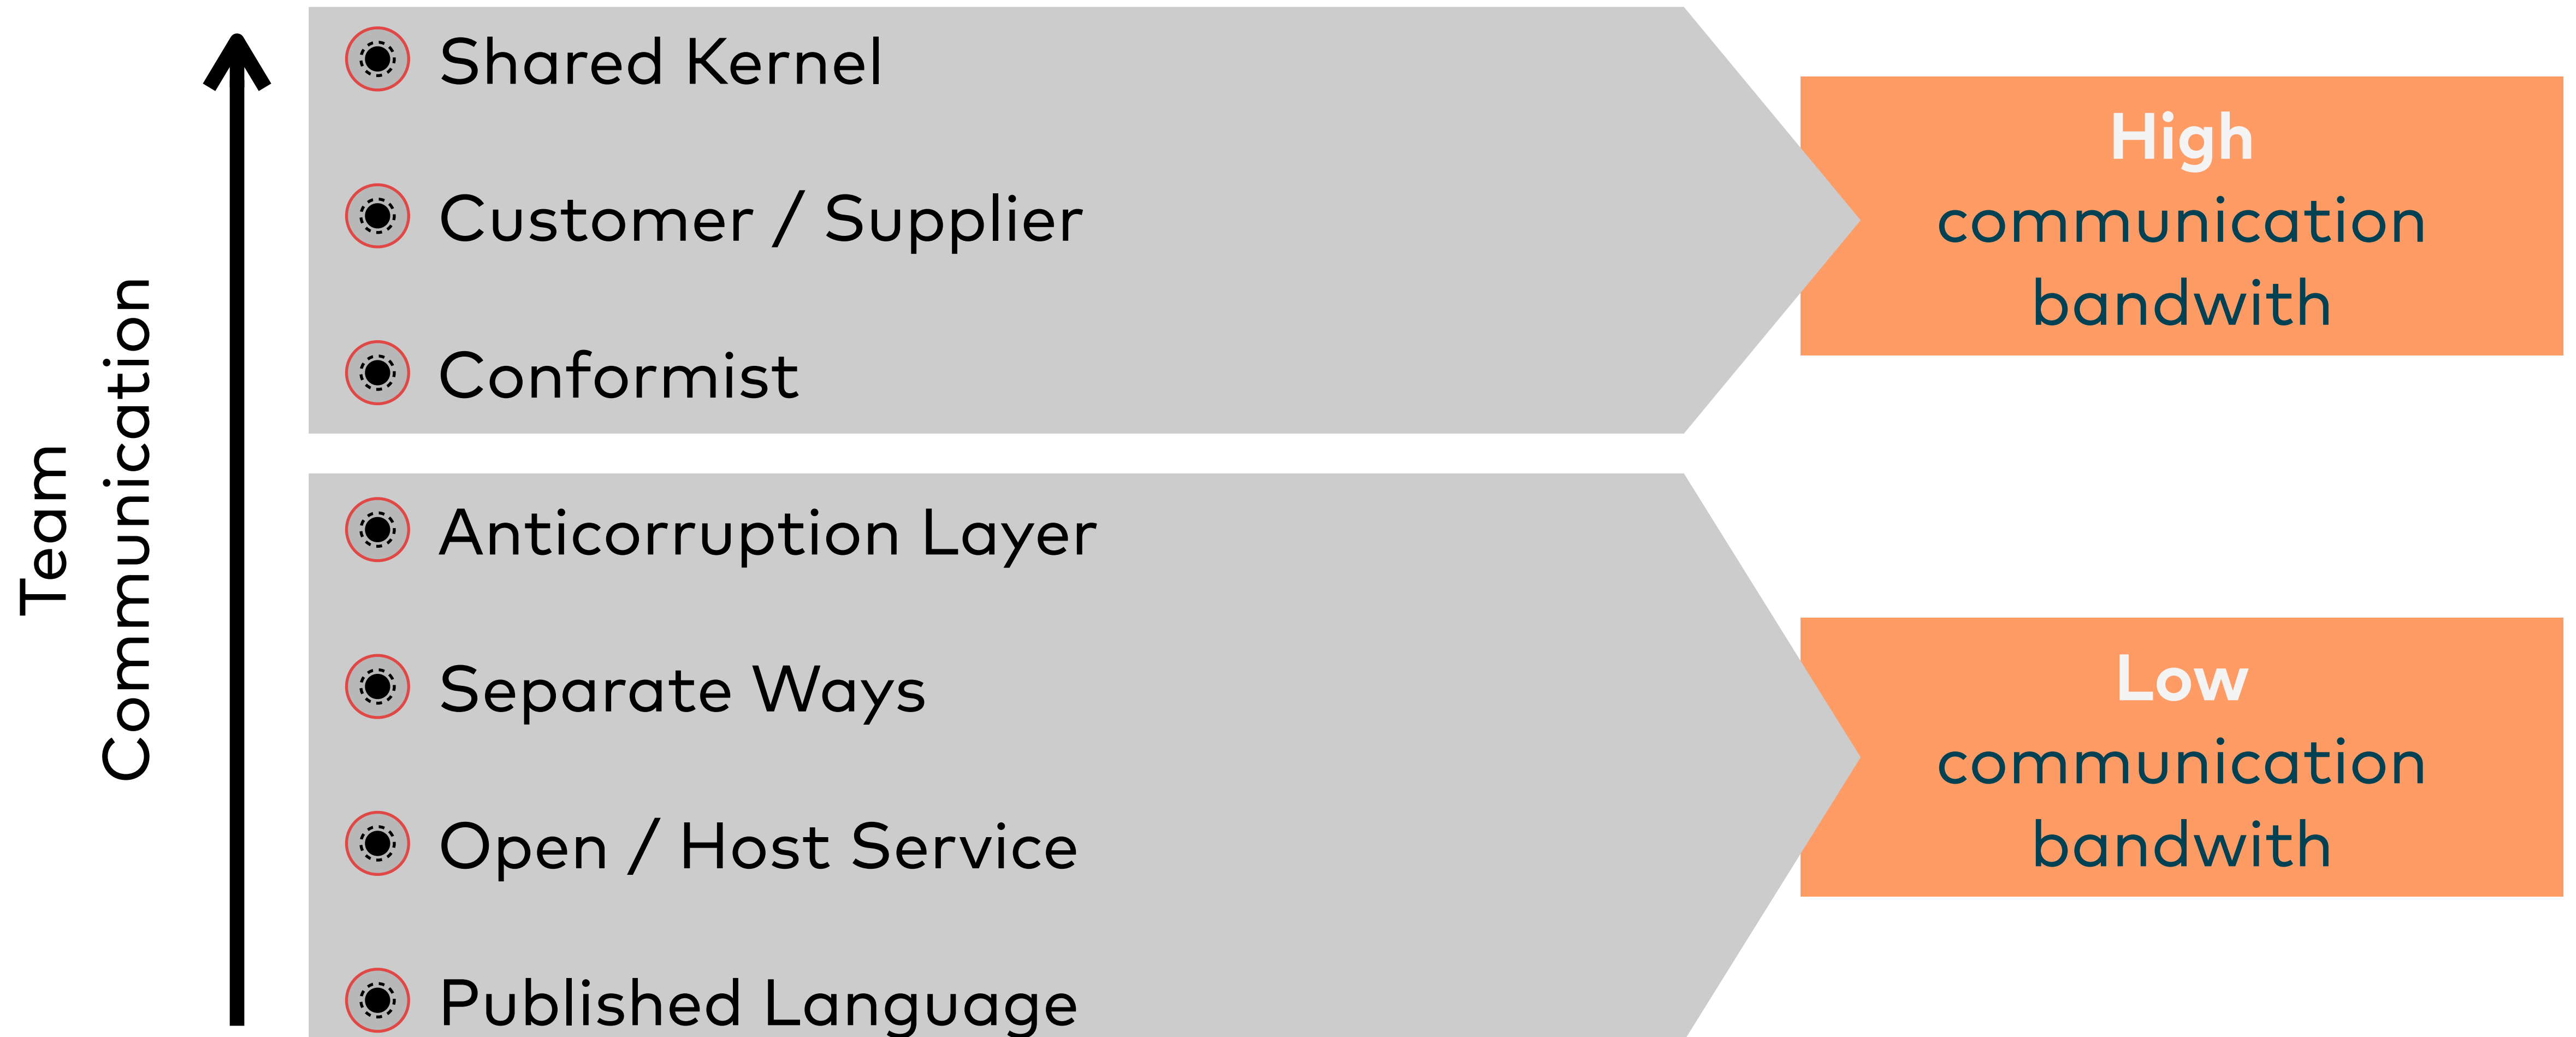 Team
Communication
Shared Kernel
Customer / Supplier
Conformist
High
communication
bandwith
Anticorruption Layer
Separate Ways
Open / Host Service
Published Language
Low
communication
bandwith